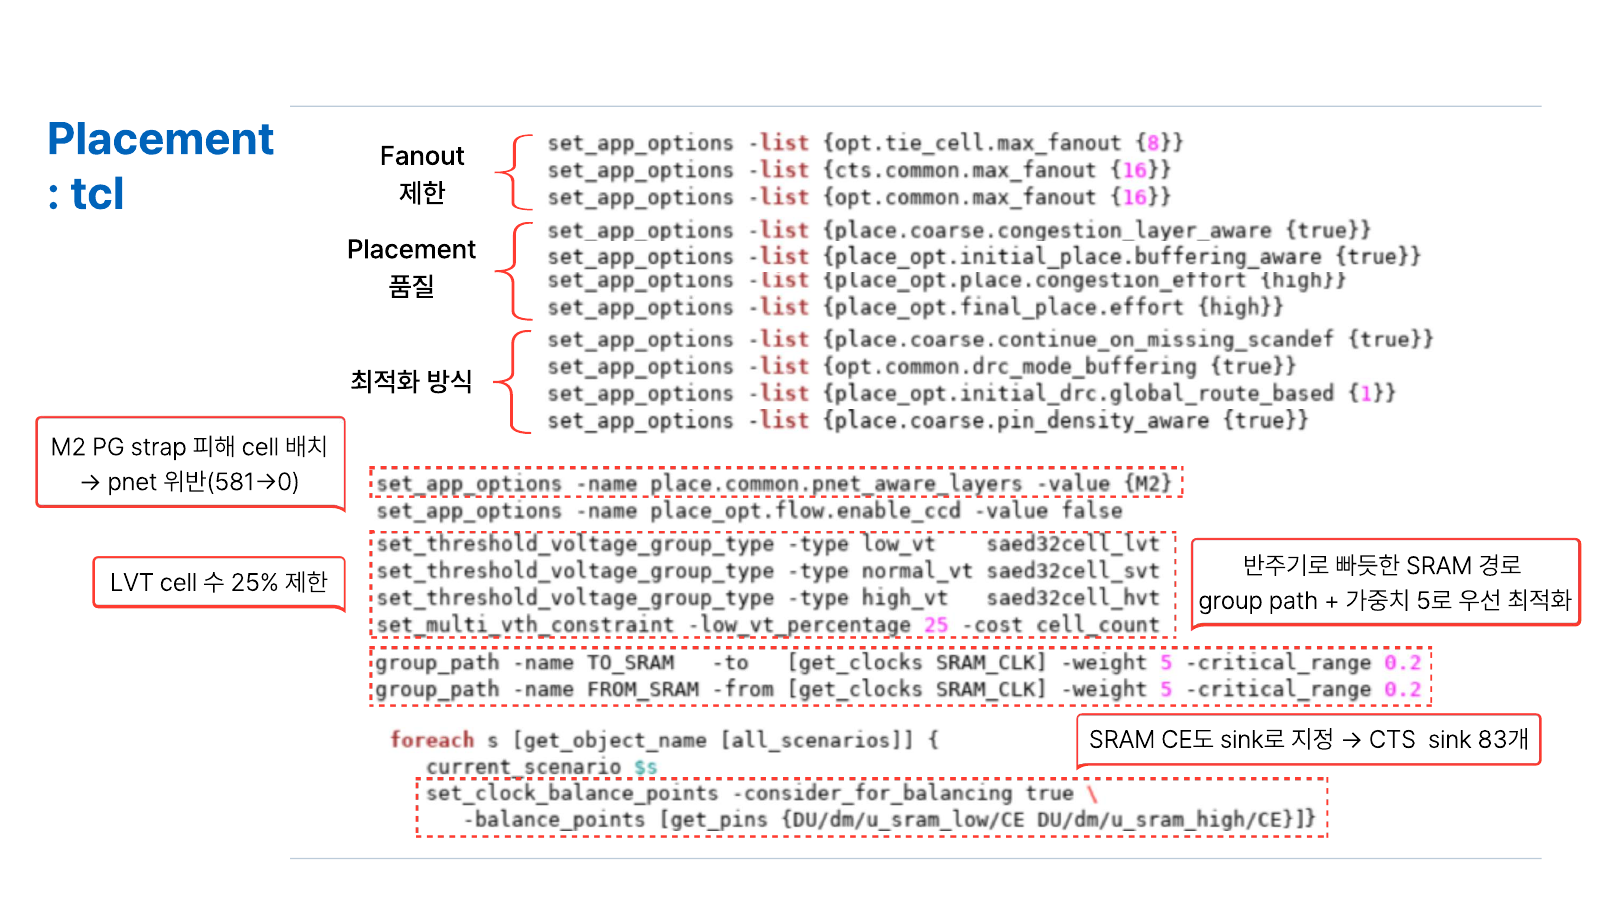 Placement
: tcl
Fanout
제한
set_app_options -list {opt.tie_cell.max_fanout {8}}
set_app_options -list {cts.common.max_fanout {16}}
set_app_options -list {opt.common.max_fanout {16}}
Placement
품질
set_app_options -list {place.coarse.congestion_layer_aware {true}}
set_app_options -list {place_opt.initial_place.buffering_aware {true}}
set_app_options -list {place_opt.place.congestion_effort {high}}
set_app_options -list {place_opt.final_place.effort {high}}
최적화 방식
set_app_options -list {place.coarse.continue_on_missing_scandef {true}}
set_app_options -list {opt.common.drc_mode_buffering {true}}
set_app_options -list {place_opt.initial_drc.global_route_based {1}}
set_app_options -list {place.coarse.pin_density_aware {true}}
M2 PG strap 피해 cell 배치
→ pnet 위반(581→0)
set_app_options -name place.common.pnet_aware_layers -value {M2}
set_app_options -name place_opt.flow.enable_ccd -value false
LVT cell 수 25% 제한
set_threshold_voltage_group_type -type low_vt    saed32cell_lvt
set_threshold_voltage_group_type -type normal_vt saed32cell_svt
set_threshold_voltage_group_type -type high_vt   saed32cell_hvt
set_multi_vth_constraint -low_vt_percentage 25 -cost cell_count
반주기로 빠듯한 SRAM 경로
group path + 가중치 5로 우선 최적화
group_path -name TO_SRAM   -to   [get_clocks SRAM_CLK] -weight 5 -critical_range 0.2
group_path -name FROM_SRAM -from [get_clocks SRAM_CLK] -weight 5 -critical_range 0.2
SRAM CE도 sink로 지정 → CTS  sink 83개
foreach s [get_object_name [all_scenarios]] {
current_scenario $s
set_clock_balance_points -consider_for_balancing true \
-balance_points [get_pins {DU/dm/u_sram_low/CE DU/dm/u_sram_high/CE}]}